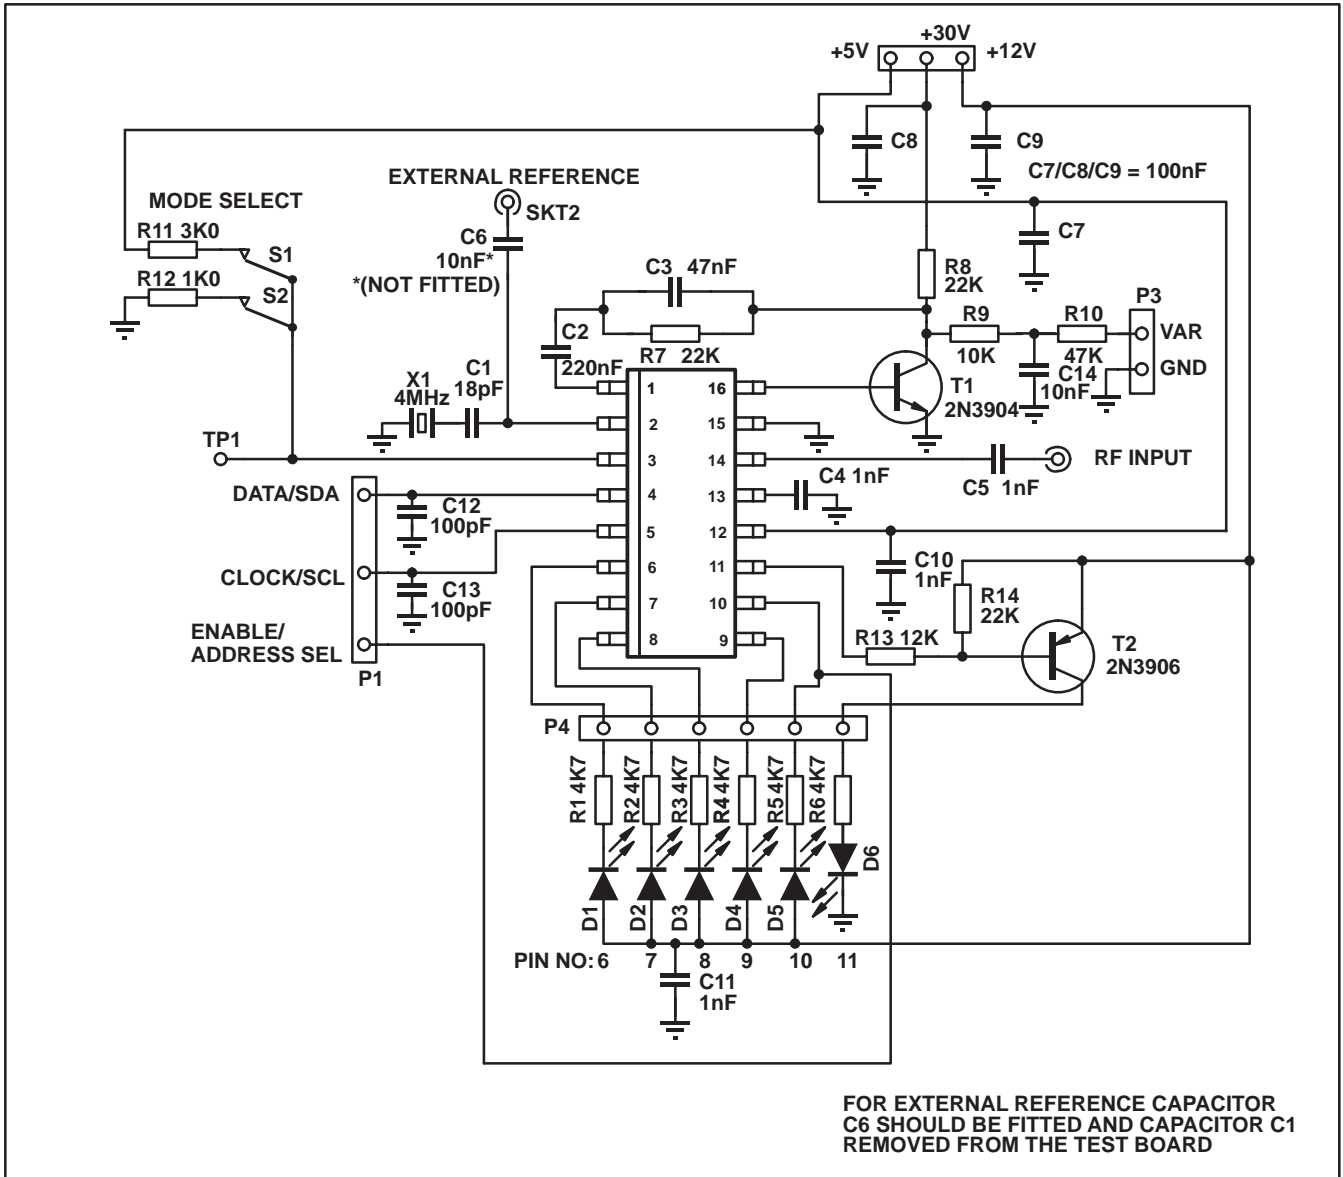 +30V
+5V
+12V
C8
C9
C7/C8/C9 = 100nF
EXTERNAL REFERENCE
SKT2
MODE SELECT
R11 3K0
S1
R12 1K0
S2
C6
10nF*
*(NOT FITTED)
C7
C3 47nF
R8
22K
P3
R9
10K
R10
47K
VAR
GND
C14
10nF
C2
220nF
R7 22K
X1
4MHz
C1
18pF
T1
2N3904
1
2
3
4
5
6
7
8
16
15
14
13
12
11
10
9
TP1
RF INPUT
C5 1nF
C4 1nF
DATA/SDA
C12
100pF
CLOCK/SCL
C13
100pF
ENABLE/
ADDRESS SEL
P1
C10
1nF
R14
22K
R13 12K
T2
2N3906
P4
R1 4K7
R2 4K7
R3 4K7
R4 4K7
R5 4K7
R6 4K7
D1
D2
D3
D4
D5
D6
PIN NO: 6 7 8 9 10 11
C11
1nF
FOR EXTERNAL REFERENCE CAPACITOR
C6 SHOULD BE FITTED AND CAPACITOR C1
REMOVED FROM THE TEST BOARD